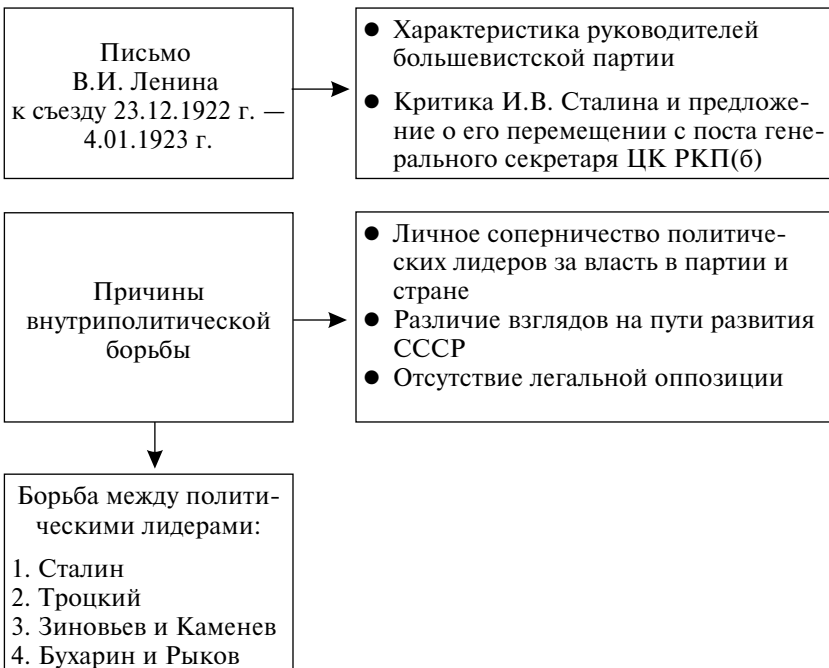 Письмо
В.И. Ленина
к съезду 23.12.1922 г. —
4.01.1923 г.
● Характеристика руководителей
большевистской партии
● Критика И.В. Сталина и предложе-
ние о его перемещении с поста гене-
рального секретаря ЦК РКП(б)
Причины
внутриполитической
борьбы
● Личное соперничество политиче-
ских лидеров за власть в партии и
стране
● Различие взглядов на пути развития
СССР
● Отсутствие легальной оппозиции
Борьба между полити-
ческими лидерами:
1. Сталин
2. Троцкий
3. Зиновьев и Каменев
4. Бухарин и Рыков